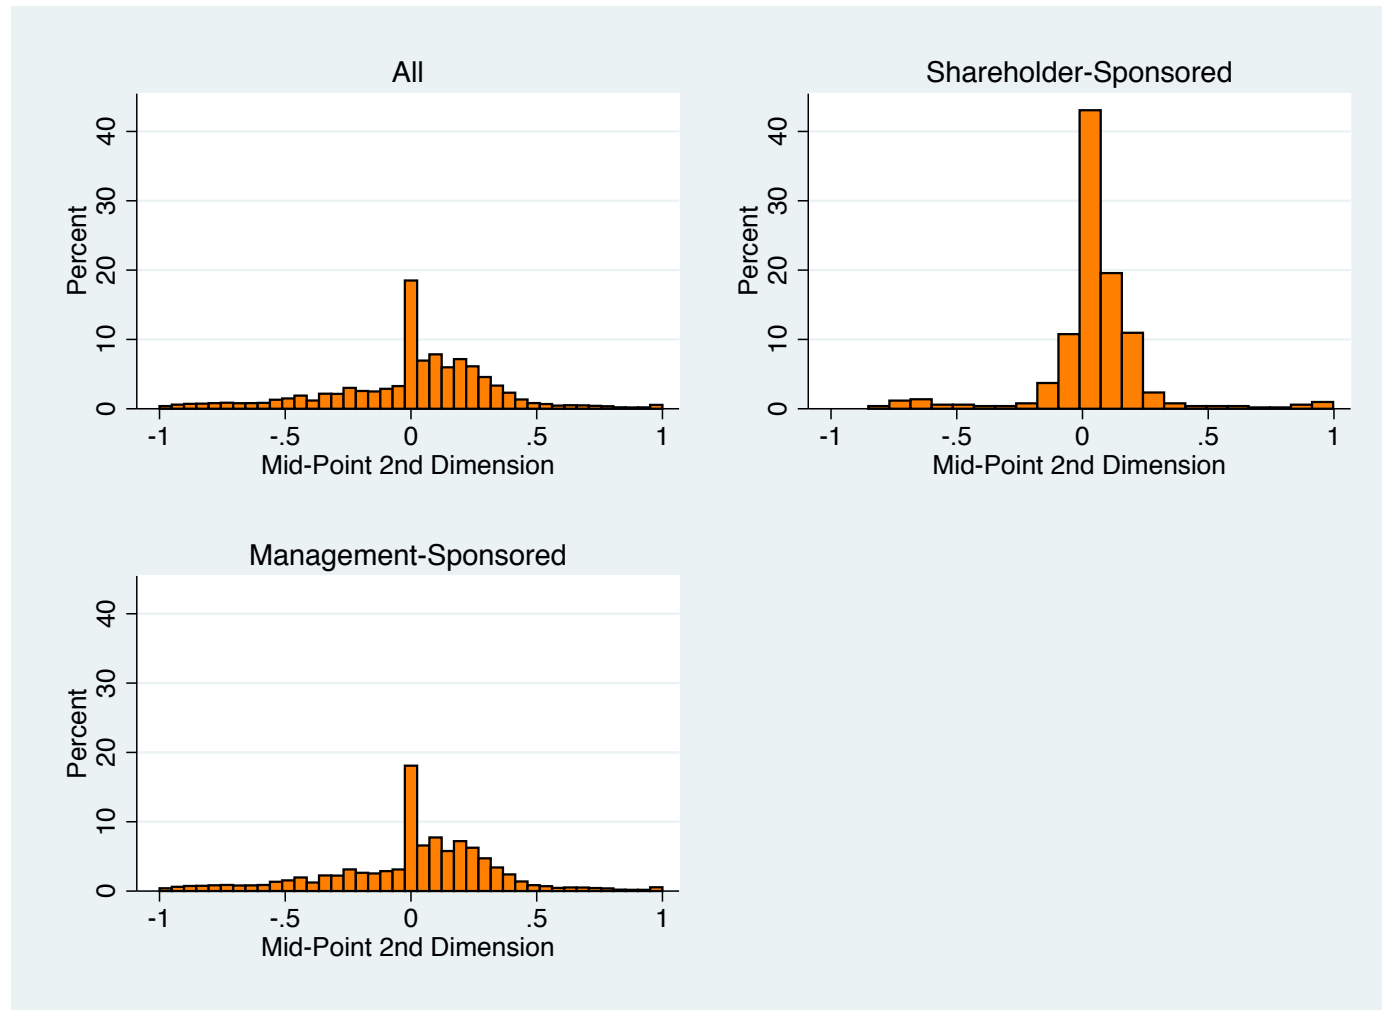 All
Percent
40
30
20
10
0
-1 -.5 0 .5 1
Mid-Point 2nd Dimension
Shareholder-Sponsored
Percent
40
30
20
10
0
-1 -.5 0 .5 1
Mid-Point 2nd Dimension
Management-Sponsored
Percent
40
30
20
10
0
-1 -.5 0 .5 1
Mid-Point 2nd Dimension